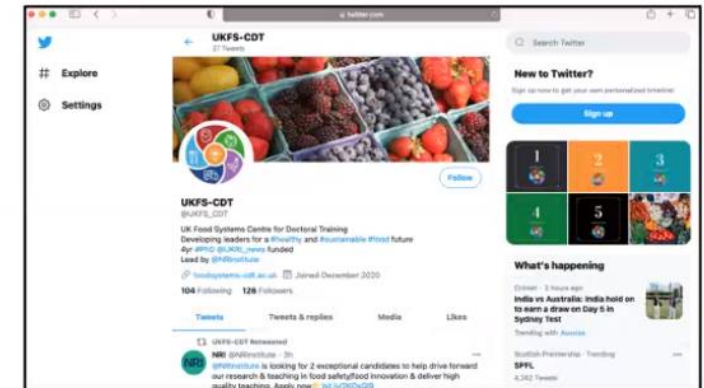 twitter.com
UKFS-CDT
27 Tweets
Explore
Settings
Follow
UKFS-CDT
@UKFS_CDT
UK Food Systems Centre for Doctoral Training
Developing leaders for a #healthy and #sustainable #food future
4yr #PhD @UKRI_news funded
Lead by @NRInstitute
foodsystems-cdt.ac.uk Joined December 2020
104 Following 126 Followers
Tweets Tweets & replies Media Likes
UKFS-CDT Retweeted
NRI @NRInstitute · 3h
NRI
@NRInstitute is looking for 2 exceptional candidates to help drive forward
our research & teaching in food safety/food innovation & deliver high
quality teaching. Apply now
Search Twitter
New to Twitter?
Sign up now to get your own personalized timeline!
Sign up
1 2 3
4 5
What's happening
Cricket · 2 hours ago
India vs Australia: India hold on
to earn a draw on Day 5 in
Sydney Test
Trending with Aussies
Scottish Premiership · Trending
SPFL
4,242 Tweets